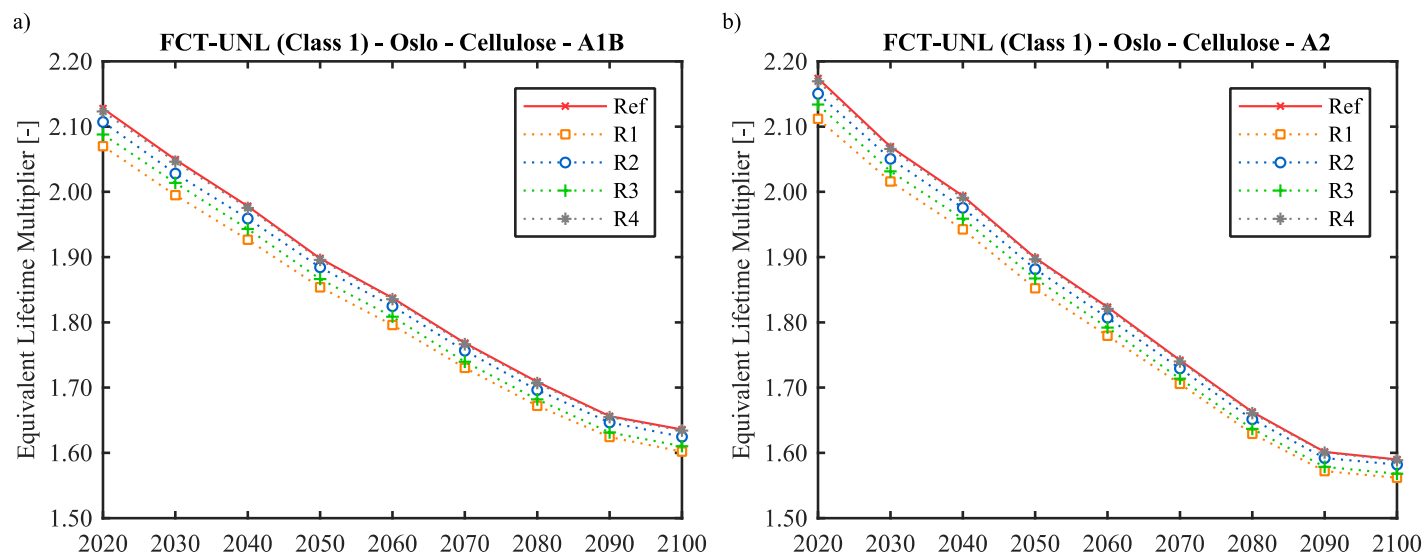 a)
FCT-UNL (Class 1) - Oslo - Cellulose - A1B
Equivalent Lifetime Multiplier [-]
2.20
2.10
2.00
1.90
1.80
1.70
1.60
1.50
2020 2030 2040 2050 2060 2070 2080 2090 2100
Ref
R1
R2
R3
R4
b)
FCT-UNL (Class 1) - Oslo - Cellulose - A2
Equivalent Lifetime Multiplier [-]
2.20
2.10
2.00
1.90
1.80
1.70
1.60
1.50
2020 2030 2040 2050 2060 2070 2080 2090 2100
Ref
R1
R2
R3
R4